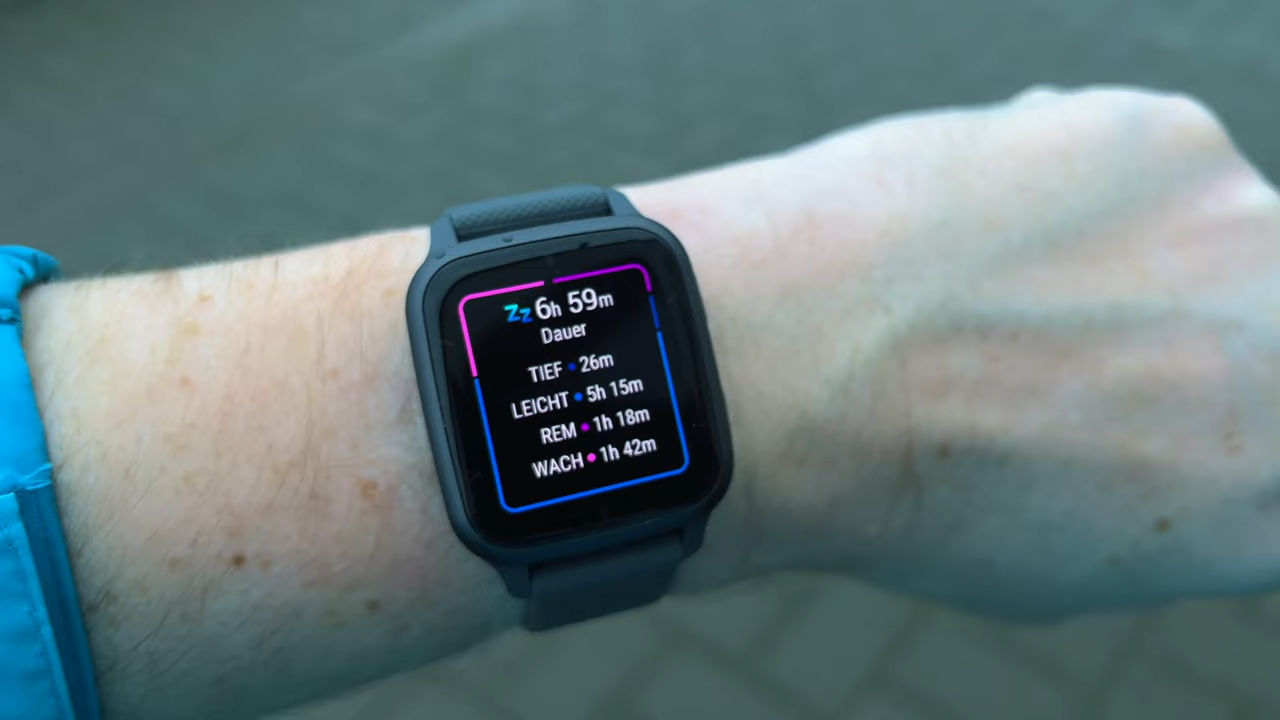 Zz 6h 59m
Dauer
TIEF • 26m
LEICHT • 5h 15m
REM • 1h 18m
WACH • 1h 42m